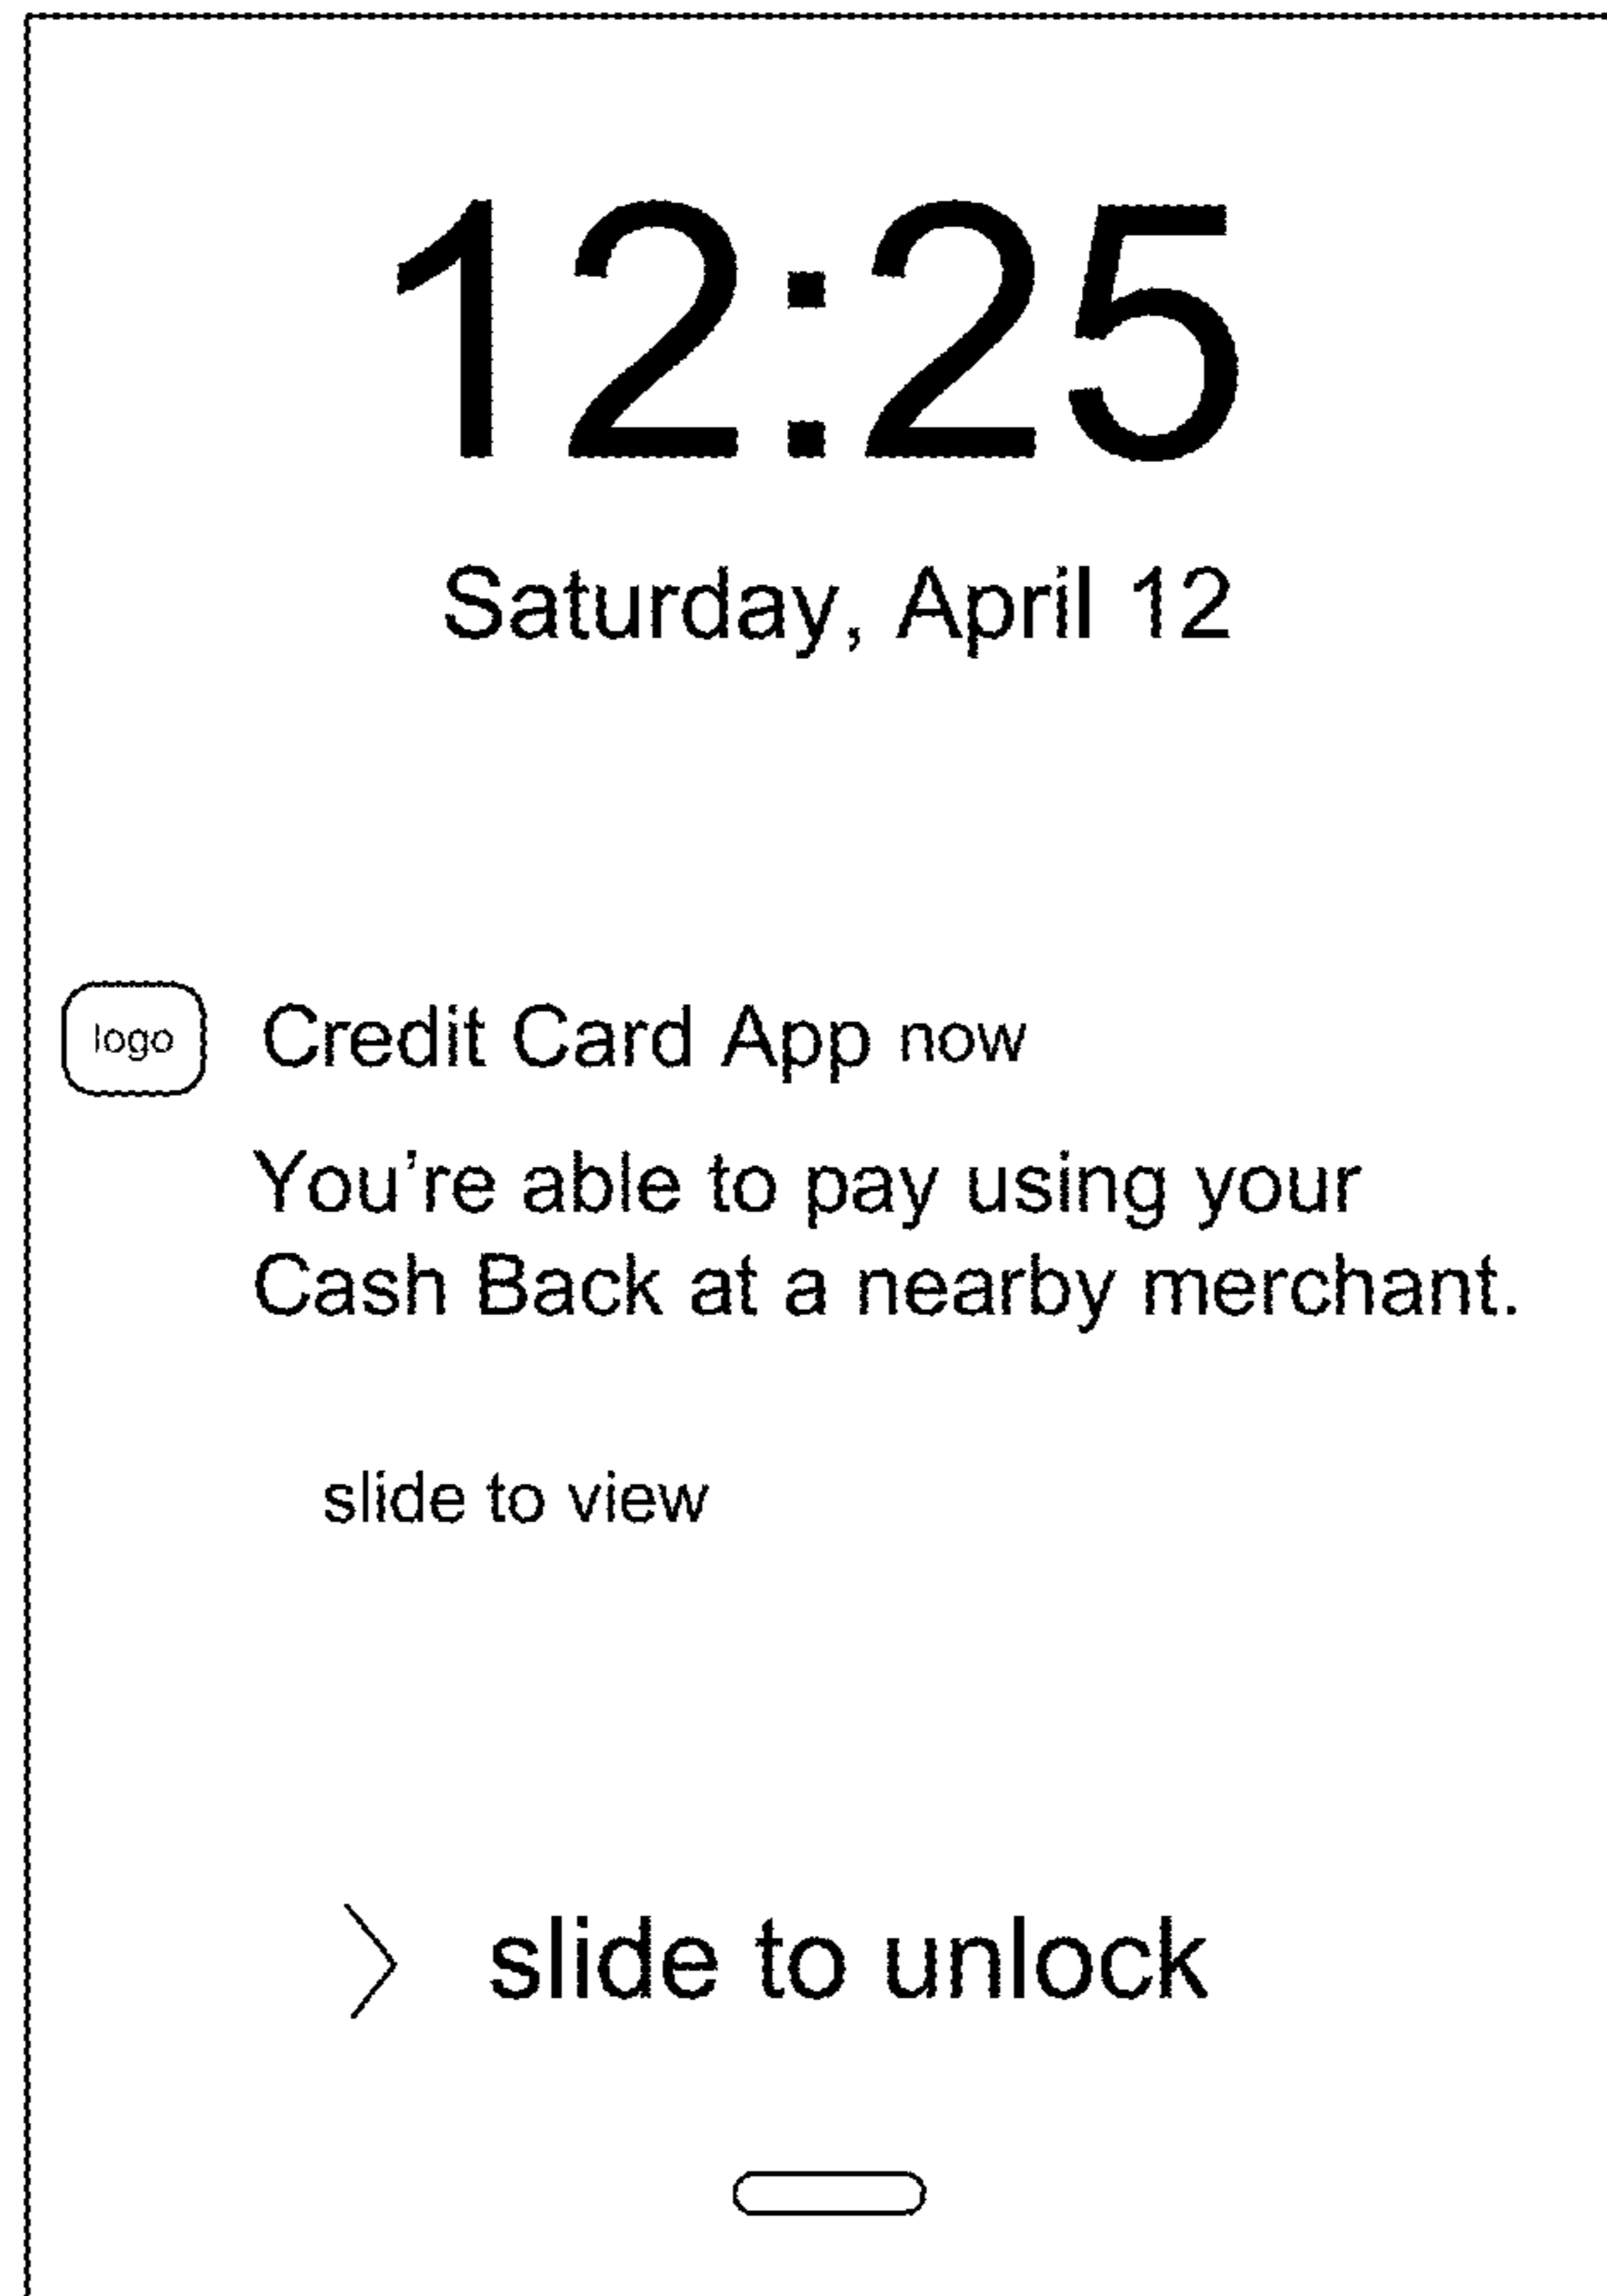 12:25
Saturday, April 12
logo Credit Card App now
You’re able to pay using your
Cash Back at a nearby merchant.
slide to view
slide to unlock